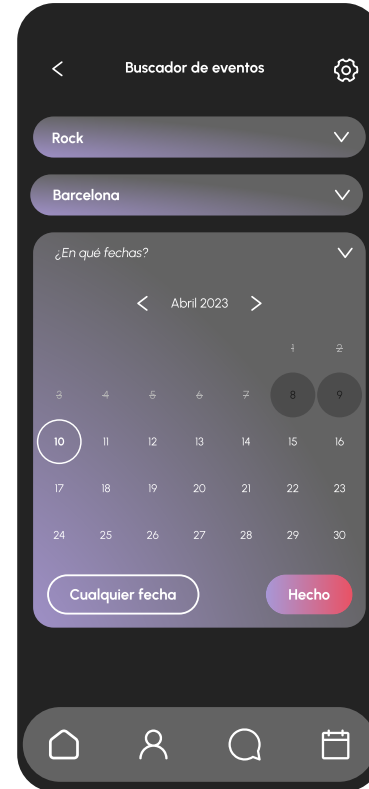 Buscador de eventos
Rock
Barcelona
¿En qué fechas?
Abril 2023
1 2
3 4 5 6 7 8 9
10 11 12 13 14 15 16
17 18 19 20 21 22 23
24 25 26 27 28 29 30
Cualquier fecha Hecho